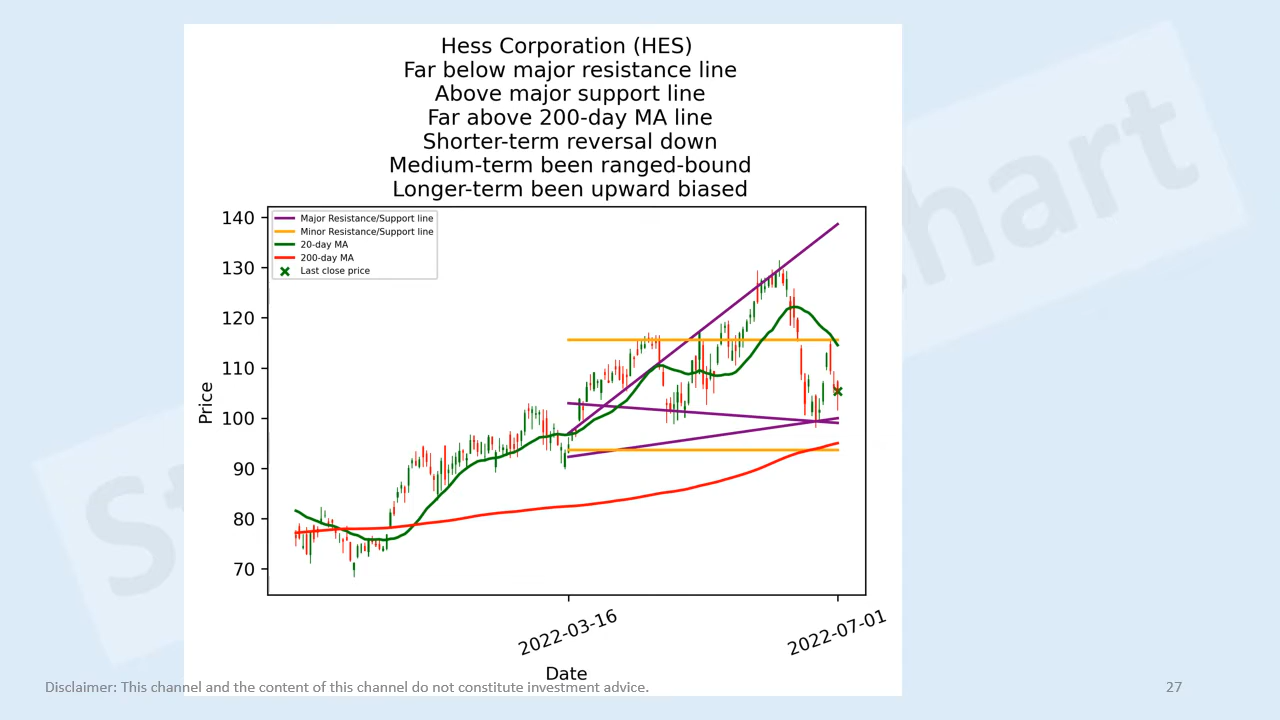 Hess Corporation (HES)
Far below major resistance line
Above major support line
Far above 200-day MA line
Shorter-term reversal down
Medium-term been ranged-bound
Longer-term been upward biased
Major Resistance/Support line
Minor Resistance/Support line
20-day MA
200-day MA
Last close price
140
130
120
110
100
90
80
70
Price
2022-03-16
2022-07-01
Date
Disclaimer: This channel and the content of this channel do not constitute investment advice.
27